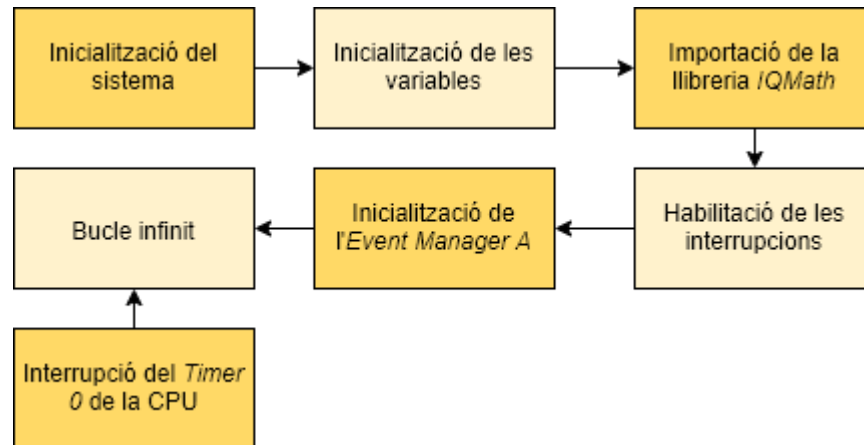 Inicialització del
sistema
Inicialització de les
variables
Importació de la
llibreria IQMath
Bucle infinit
Inicialització de
l'Event Manager A
Habilitació de les
interrupcions
Interrupció del Timer
0 de la CPU